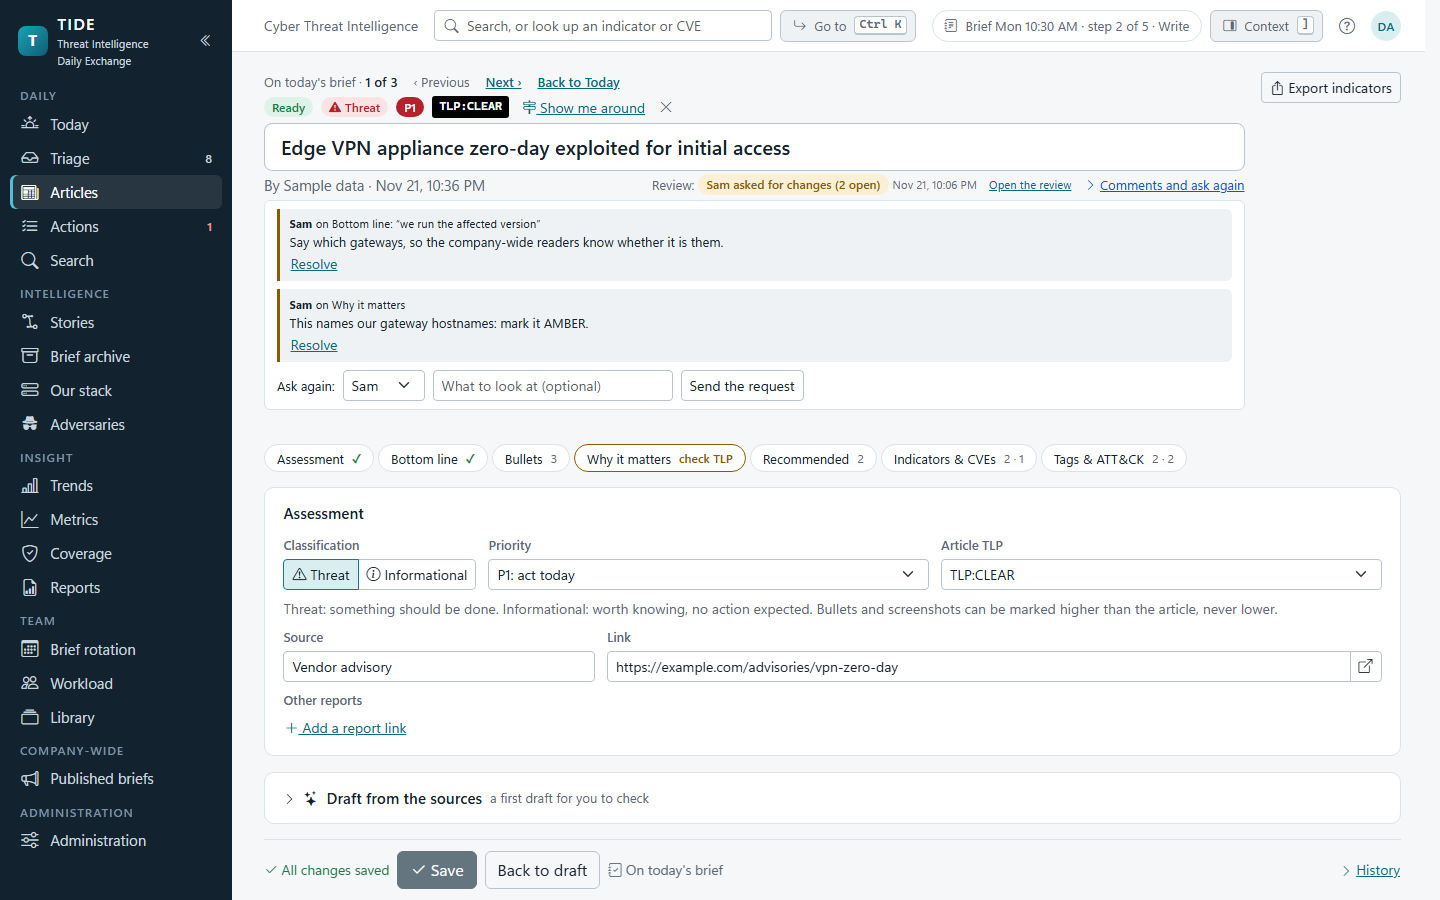 TIDE
Threat Intelligence
Daily Exchange
DAILY
Today
Triage 8
Articles
Actions 1
Search
INTELLIGENCE
Stories
Brief archive
Our stack
Adversaries
INSIGHT
Trends
Metrics
Coverage
Reports
TEAM
Brief rotation
Workload
Library
COMPANY-WIDE
Published briefs
ADMINISTRATION
Administration
Cyber Threat Intelligence
Search, or look up an indicator or CVE
Go to Ctrl K
Brief Mon 10:30 AM · step 2 of 5 · Write
Context ]
DA
On today's brief · 1 of 3 ‹ Previous Next › Back to Today
Export indicators
Ready Threat P1 TLP:CLEAR Show me around
Edge VPN appliance zero-day exploited for initial access
By Sample data · Nov 21, 10:36 PM
Review: Sam asked for changes (2 open) Nov 21, 10:06 PM Open the review Comments and ask again
Sam on Bottom line: “we run the affected version”
Say which gateways, so the company-wide readers know whether it is them.
Resolve
Sam on Why it matters
This names our gateway hostnames: mark it AMBER.
Resolve
Ask again: Sam What to look at (optional) Send the request
Assessment Bottom line Bullets 3 Why it matters check TLP Recommended 2 Indicators & CVEs 2 · 1 Tags & ATT&CK 2 · 2
Assessment
Classification Priority Article TLP
Threat Informational P1: act today TLP:CLEAR
Threat: something should be done. Informational: worth knowing, no action expected. Bullets and screenshots can be marked higher than the article, never lower.
Source Link
Vendor advisory https://example.com/advisories/vpn-zero-day
Other reports
Add a report link
Draft from the sources a first draft for you to check
All changes saved Save Back to draft On today's brief History